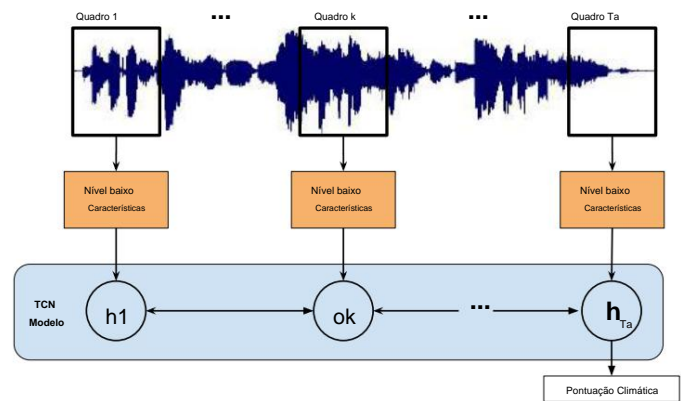 Quadro 1
...
Quadro k
...
Quadro Ta
Nível baixo
Características
Nível baixo
Características
Nível baixo
Características
TCN
Modelo
h1
ok
...
h Ta
Pontuação Climática